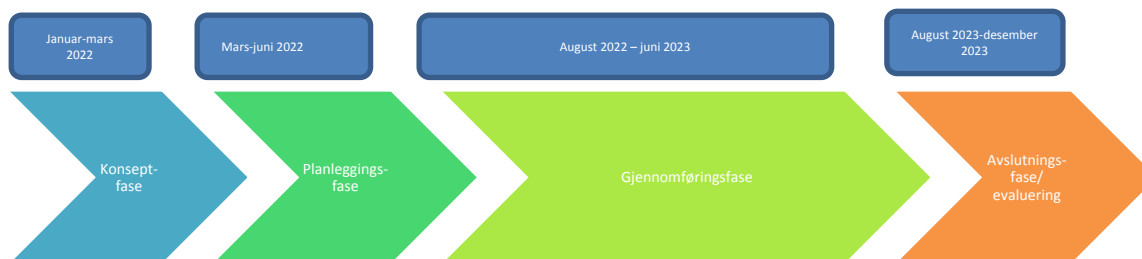 Januar-mars
2022
Mars-juni 2022
August 2022 – juni 2023
August 2023-desember
2023
Konsept-
fase
Planleggings-
fase
Gjennomføringsfase
Avslutnings-
fase/
evaluering